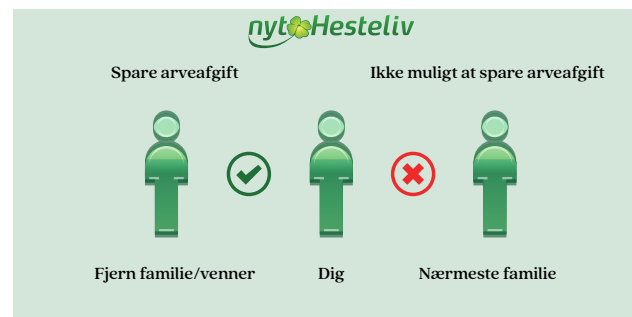 nyt Hesteliv
Spare arveafgift
Ikke muligt at spare arveafgift
Fjern familie/venner
Dig
Nærmeste familie